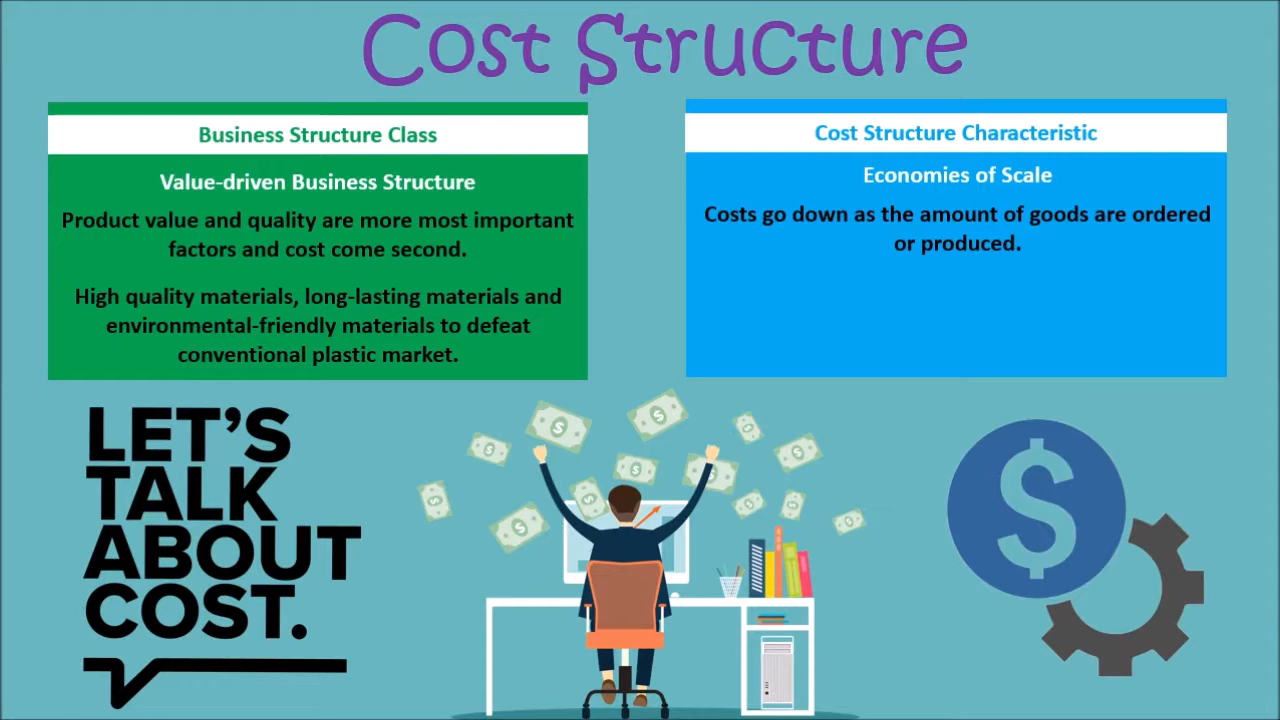 Cost Structure
Business Structure Class
Value-driven Business Structure
Product value and quality are more most important
factors and cost come second.
High quality materials, long-lasting materials and
environmental-friendly materials to defeat
conventional plastic market.
Cost Structure Characteristic
Economies of Scale
Costs go down as the amount of goods are ordered
or produced.
LET'S
TALK
ABOUT
COST.